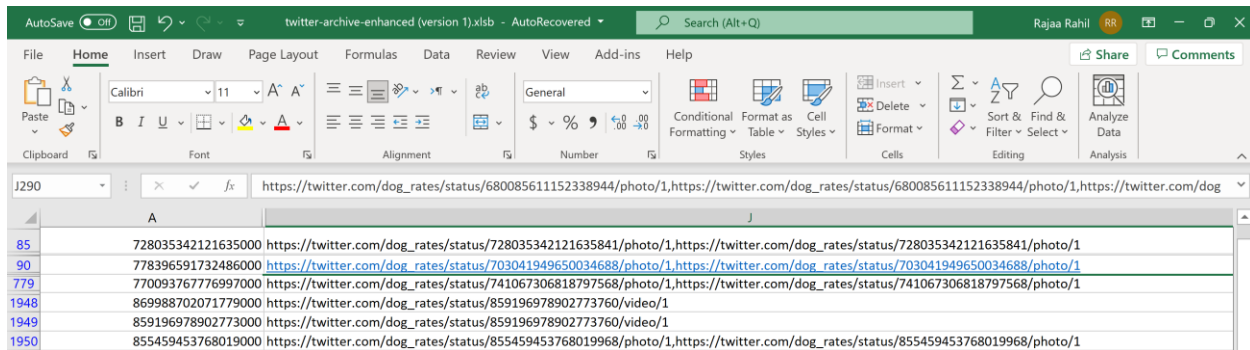 AutoSave Off twitter-archive-enhanced (version 1).xlsb - AutoRecovered Search (Alt+Q) Rajaa Rahil RR
File Home Insert Draw Page Layout Formulas Data Review View Add-ins Help Share Comments
Paste
Calibri 11 A^ A˅
B I U A
ab
General
$ % 9 .00 .00
Conditional Formatting
Format as Table
Cell Styles
Insert
Delete
Format
Sort & Filter
Find & Select
Analyze Data
Clipboard Font Alignment Number Styles Cells Editing Analysis
J290 fx https://twitter.com/dog_rates/status/680085611152338944/photo/1,https://twitter.com/dog_rates/status/680085611152338944/photo/1,https://twitter.com/dog
A J
85 728035342121635000 https://twitter.com/dog_rates/status/728035342121635841/photo/1,https://twitter.com/dog_rates/status/728035342121635841/photo/1
90 778396591732486000 https://twitter.com/dog_rates/status/703041949650034688/photo/1,https://twitter.com/dog_rates/status/703041949650034688/photo/1
779 770093767776997000 https://twitter.com/dog_rates/status/741067306818797568/photo/1,https://twitter.com/dog_rates/status/741067306818797568/photo/1
1948 869988702071779000 https://twitter.com/dog_rates/status/859196978902773760/video/1
1949 859196978902773000 https://twitter.com/dog_rates/status/859196978902773760/video/1
1950 855459453768019000 https://twitter.com/dog_rates/status/855459453768019968/photo/1,https://twitter.com/dog_rates/status/855459453768019968/photo/1